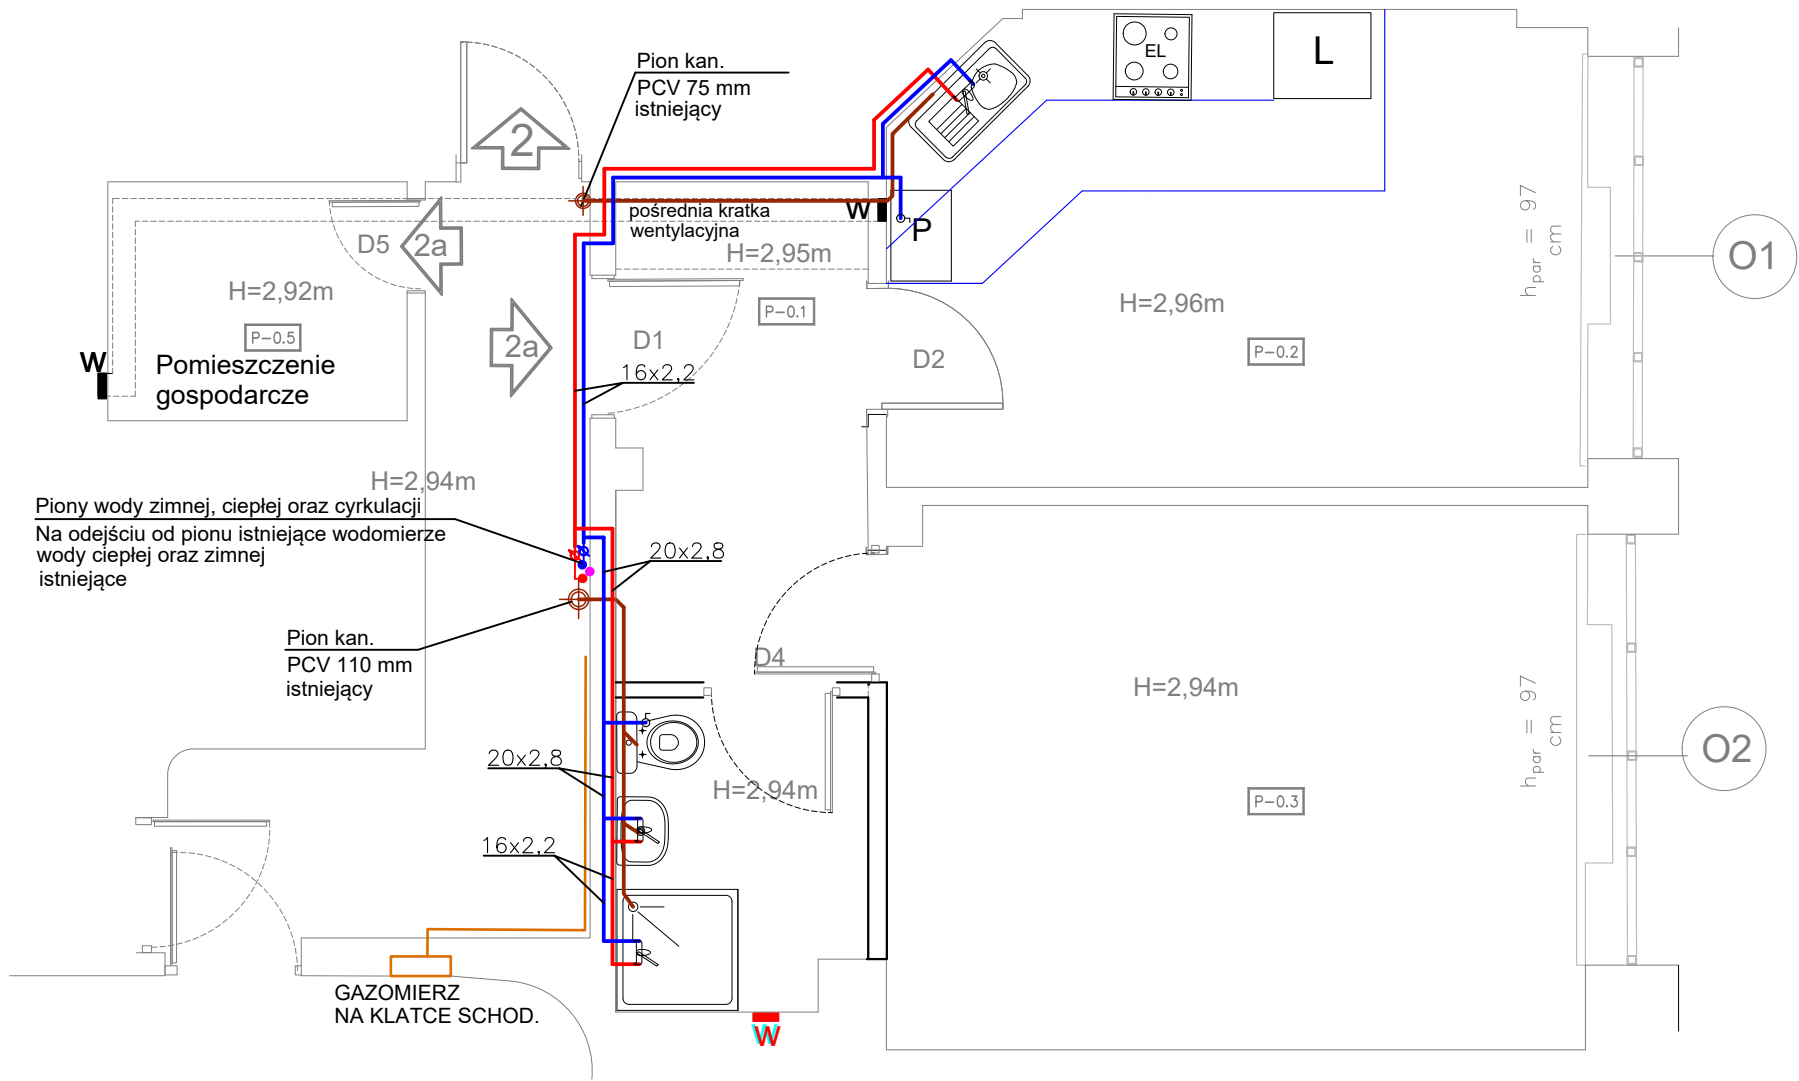 Pion kan.
PCV 75 mm
istniejący
EL
L
2
D5
2a
pośrednia kratka
wentylacyjna
W
P
H=2,95m
H=2,92m
P-0.1
P-0.5
W
Pomieszczenie
gospodarcze
2a
D1
16x2,2
D2
H=2,96m
P-0.2
hpar = 97
cm
O1
H=2,94m
Piony wody zimnej, ciepłej oraz cyrkulacji
Na odejściu od pionu istniejące wodomierze
wody ciepłej oraz zimnej
istniejące
20x2,8
Pion kan.
PCV 110 mm
istniejący
D4
H=2,94m
hpar = 97
cm
O2
20x2,8
H=2,94m
P-0.3
16x2,2
GAZOMIERZ
NA KLATCE SCHOD.
W